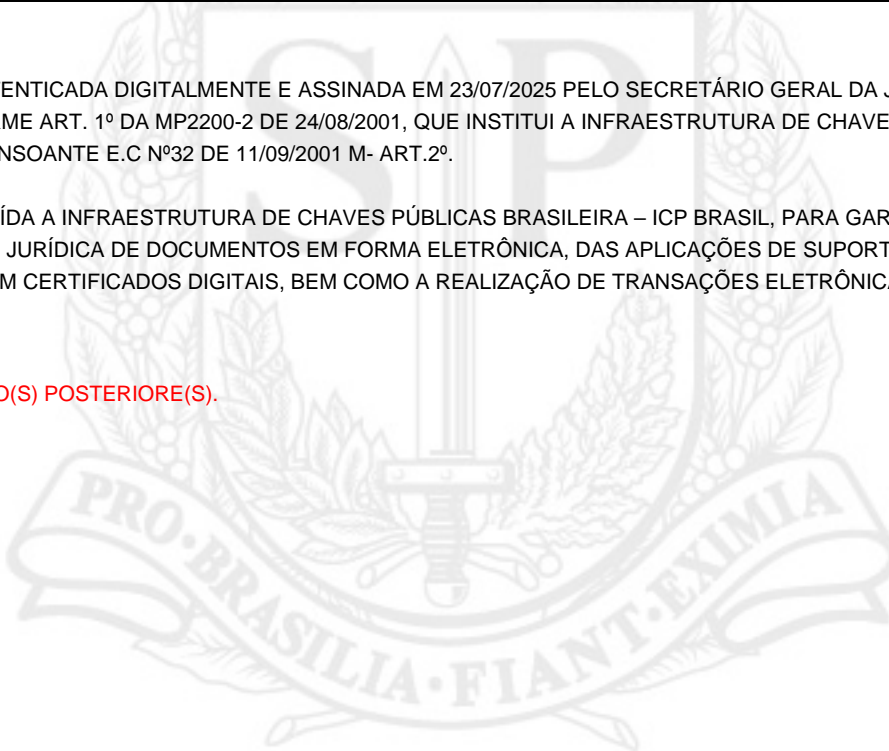 ENTICADA DIGITALMENTE E ASSINADA EM 23/07/2025 PELO SECRETÁRIO GERAL DA J
ME ART. 1º DA MP2200-2 DE 24/08/2001, QUE INSTITUI A INFRAESTRUTURA DE CHAVE
NSOANTE E.C Nº32 DE 11/09/2001 M- ART.2º.
ÍDA A INFRAESTRUTURA DE CHAVES PÚBLICAS BRASILEIRA – ICP BRASIL, PARA GAR
JURÍDICA DE DOCUMENTOS EM FORMA ELETRÔNICA, DAS APLICAÇÕES DE SUPORT
M CERTIFICADOS DIGITAIS, BEM COMO A REALIZAÇÃO DE TRANSAÇÕES ELETRÔNICA
O(S) POSTERIORE(S).
SP
PRO·BRASILIA·FIANT·EXIMIA